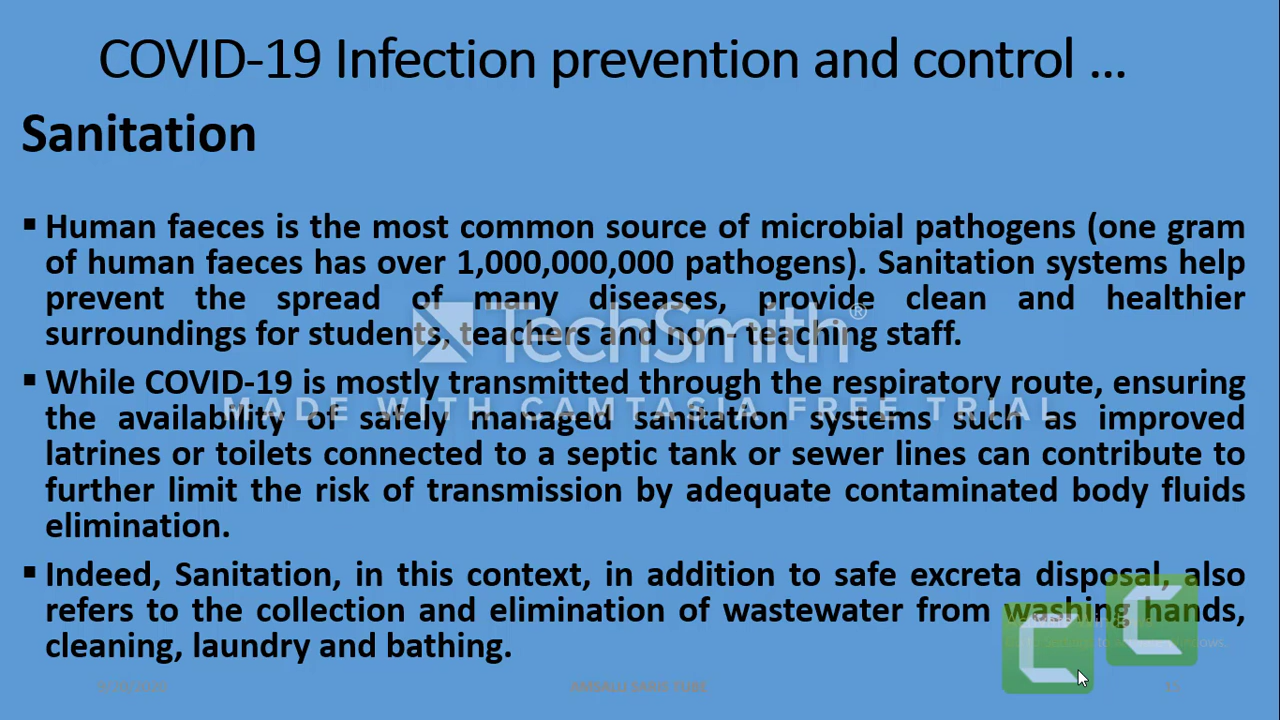 COVID-19 Infection prevention and control ...
Sanitation
▪ Human faeces is the most common source of microbial pathogens (one gram
of human faeces has over 1,000,000,000 pathogens). Sanitation systems help
prevent the spread of many diseases, provide clean and healthier
surroundings for students, teachers and non- teaching staff.
TechSmith®
▪ While COVID-19 is mostly transmitted through the respiratory route, ensuring
MADE WITH CAMTASIA FREE TRIAL
the availability of safely managed sanitation systems such as improved
latrines or toilets connected to a septic tank or sewer lines can contribute to
further limit the risk of transmission by adequate contaminated body fluids
elimination.
▪ Indeed, Sanitation, in this context, in addition to safe excreta disposal, also
refers to the collection and elimination of wastewater from washing hands,
cleaning, laundry and bathing.